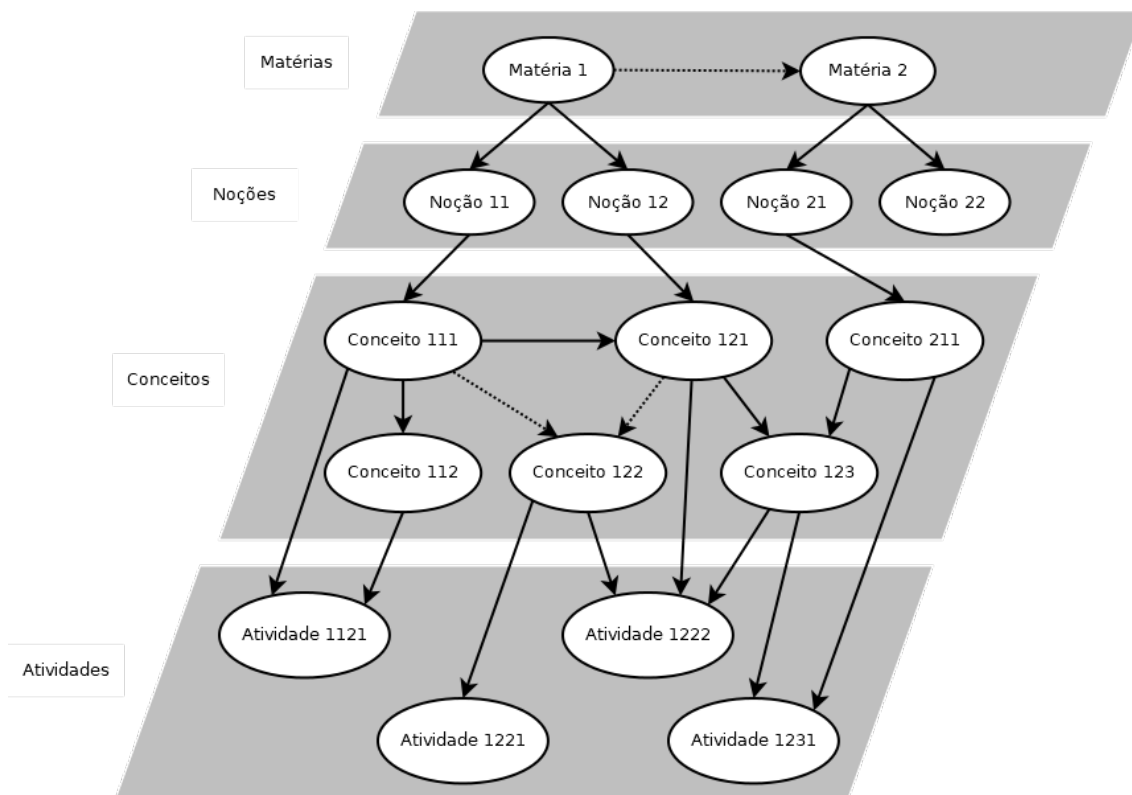 Matérias
Matéria 1
Matéria 2
Noções
Noção 11
Noção 12
Noção 21
Noção 22
Conceitos
Conceito 111
Conceito 121
Conceito 211
Conceito 112
Conceito 122
Conceito 123
Atividades
Atividade 1121
Atividade 1222
Atividade 1221
Atividade 1231